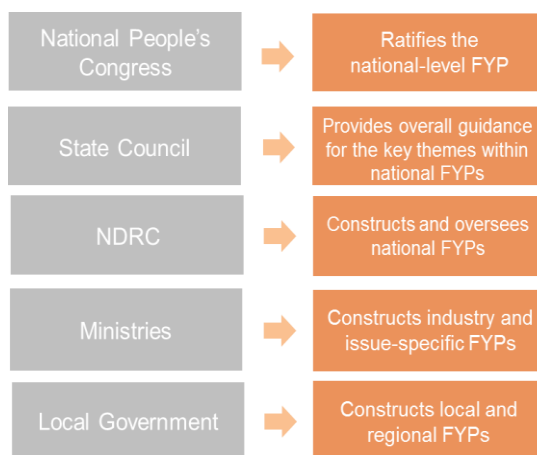 National People's
Congress
Ratifies the
national-level FYP
State Council
Provides overall guidance
for the key themes within
national FYPs
NDRC
Constructs and oversees
national FYPs
Ministries
Constructs industry and
issue-specific FYPs
Local Government
Constructs local and
regional FYPs